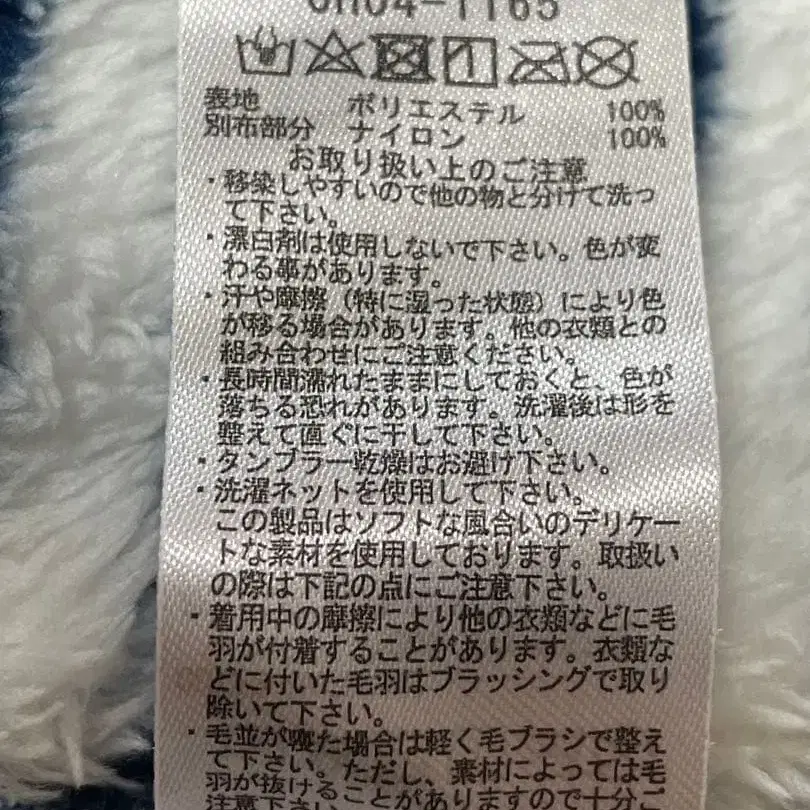 CH04-1165
表地 ポリエステル 100%
別布部分 ナイロン 100%
お取り扱い上のご注意
・移染しやすいので他の物と分けて洗っ
て下さい。
・漂白剤は使用しないで下さい。色が変
わる事があります。
・汗や摩擦(特に湿った状態)により色
が移る場合があります。他の衣類との
組み合わせにご注意ください。
・長時間濡れたままにしておくと、色が
落ちる恐れがあります。洗濯後は形を
整えて直ぐに干して下さい。
・タンブラー乾燥はお避け下さい。
・洗濯ネットを使用して下さい。
この製品はソフトな風合いのデリケー
トな素材を使用しております。取扱い
の際は下記の点にご注意下さい。
・着用中の摩擦により他の衣類などに毛
羽が付着することがあります。衣類な
どに付いた毛羽はブラッシングで取り
除いて下さい。
・毛並が寝た場合は軽く毛ブラシで整え
て下さい。ただし、素材によっては毛
羽が抜けることがありますので十分ご
注意下さい